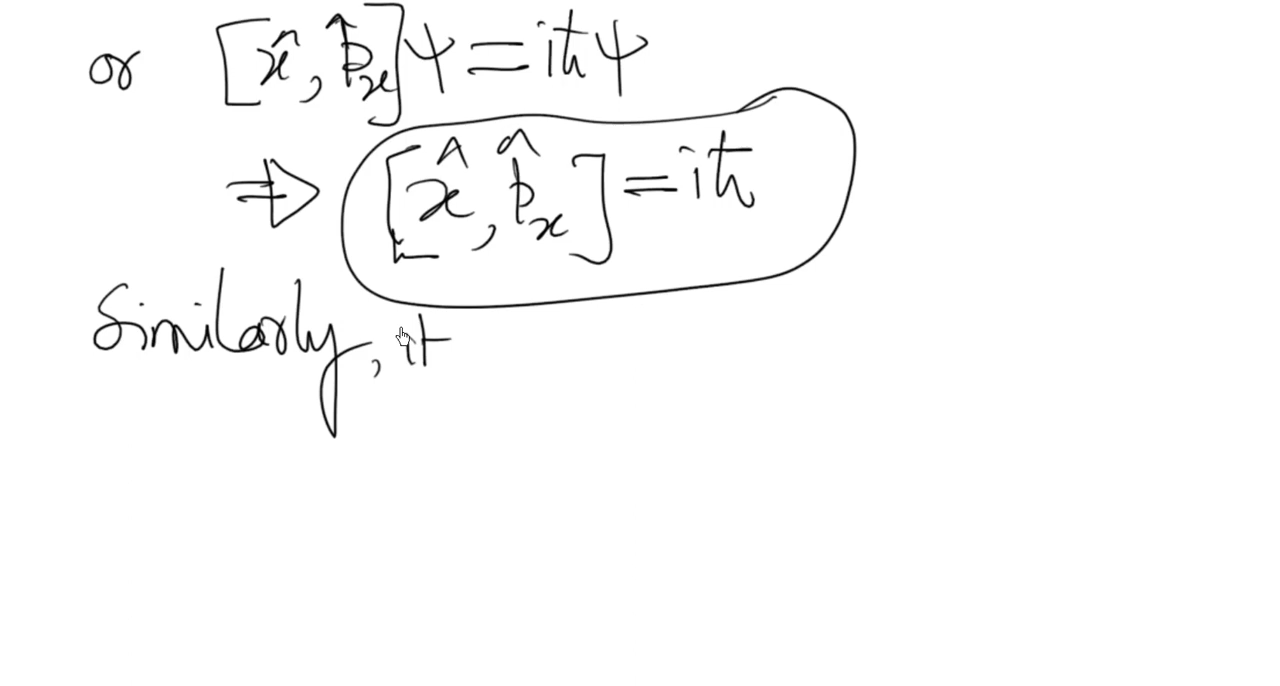 or [x̂, p̂ₓ]ψ = iħψ
⇒ [x̂, p̂ₓ] = iħ
Similarly, it